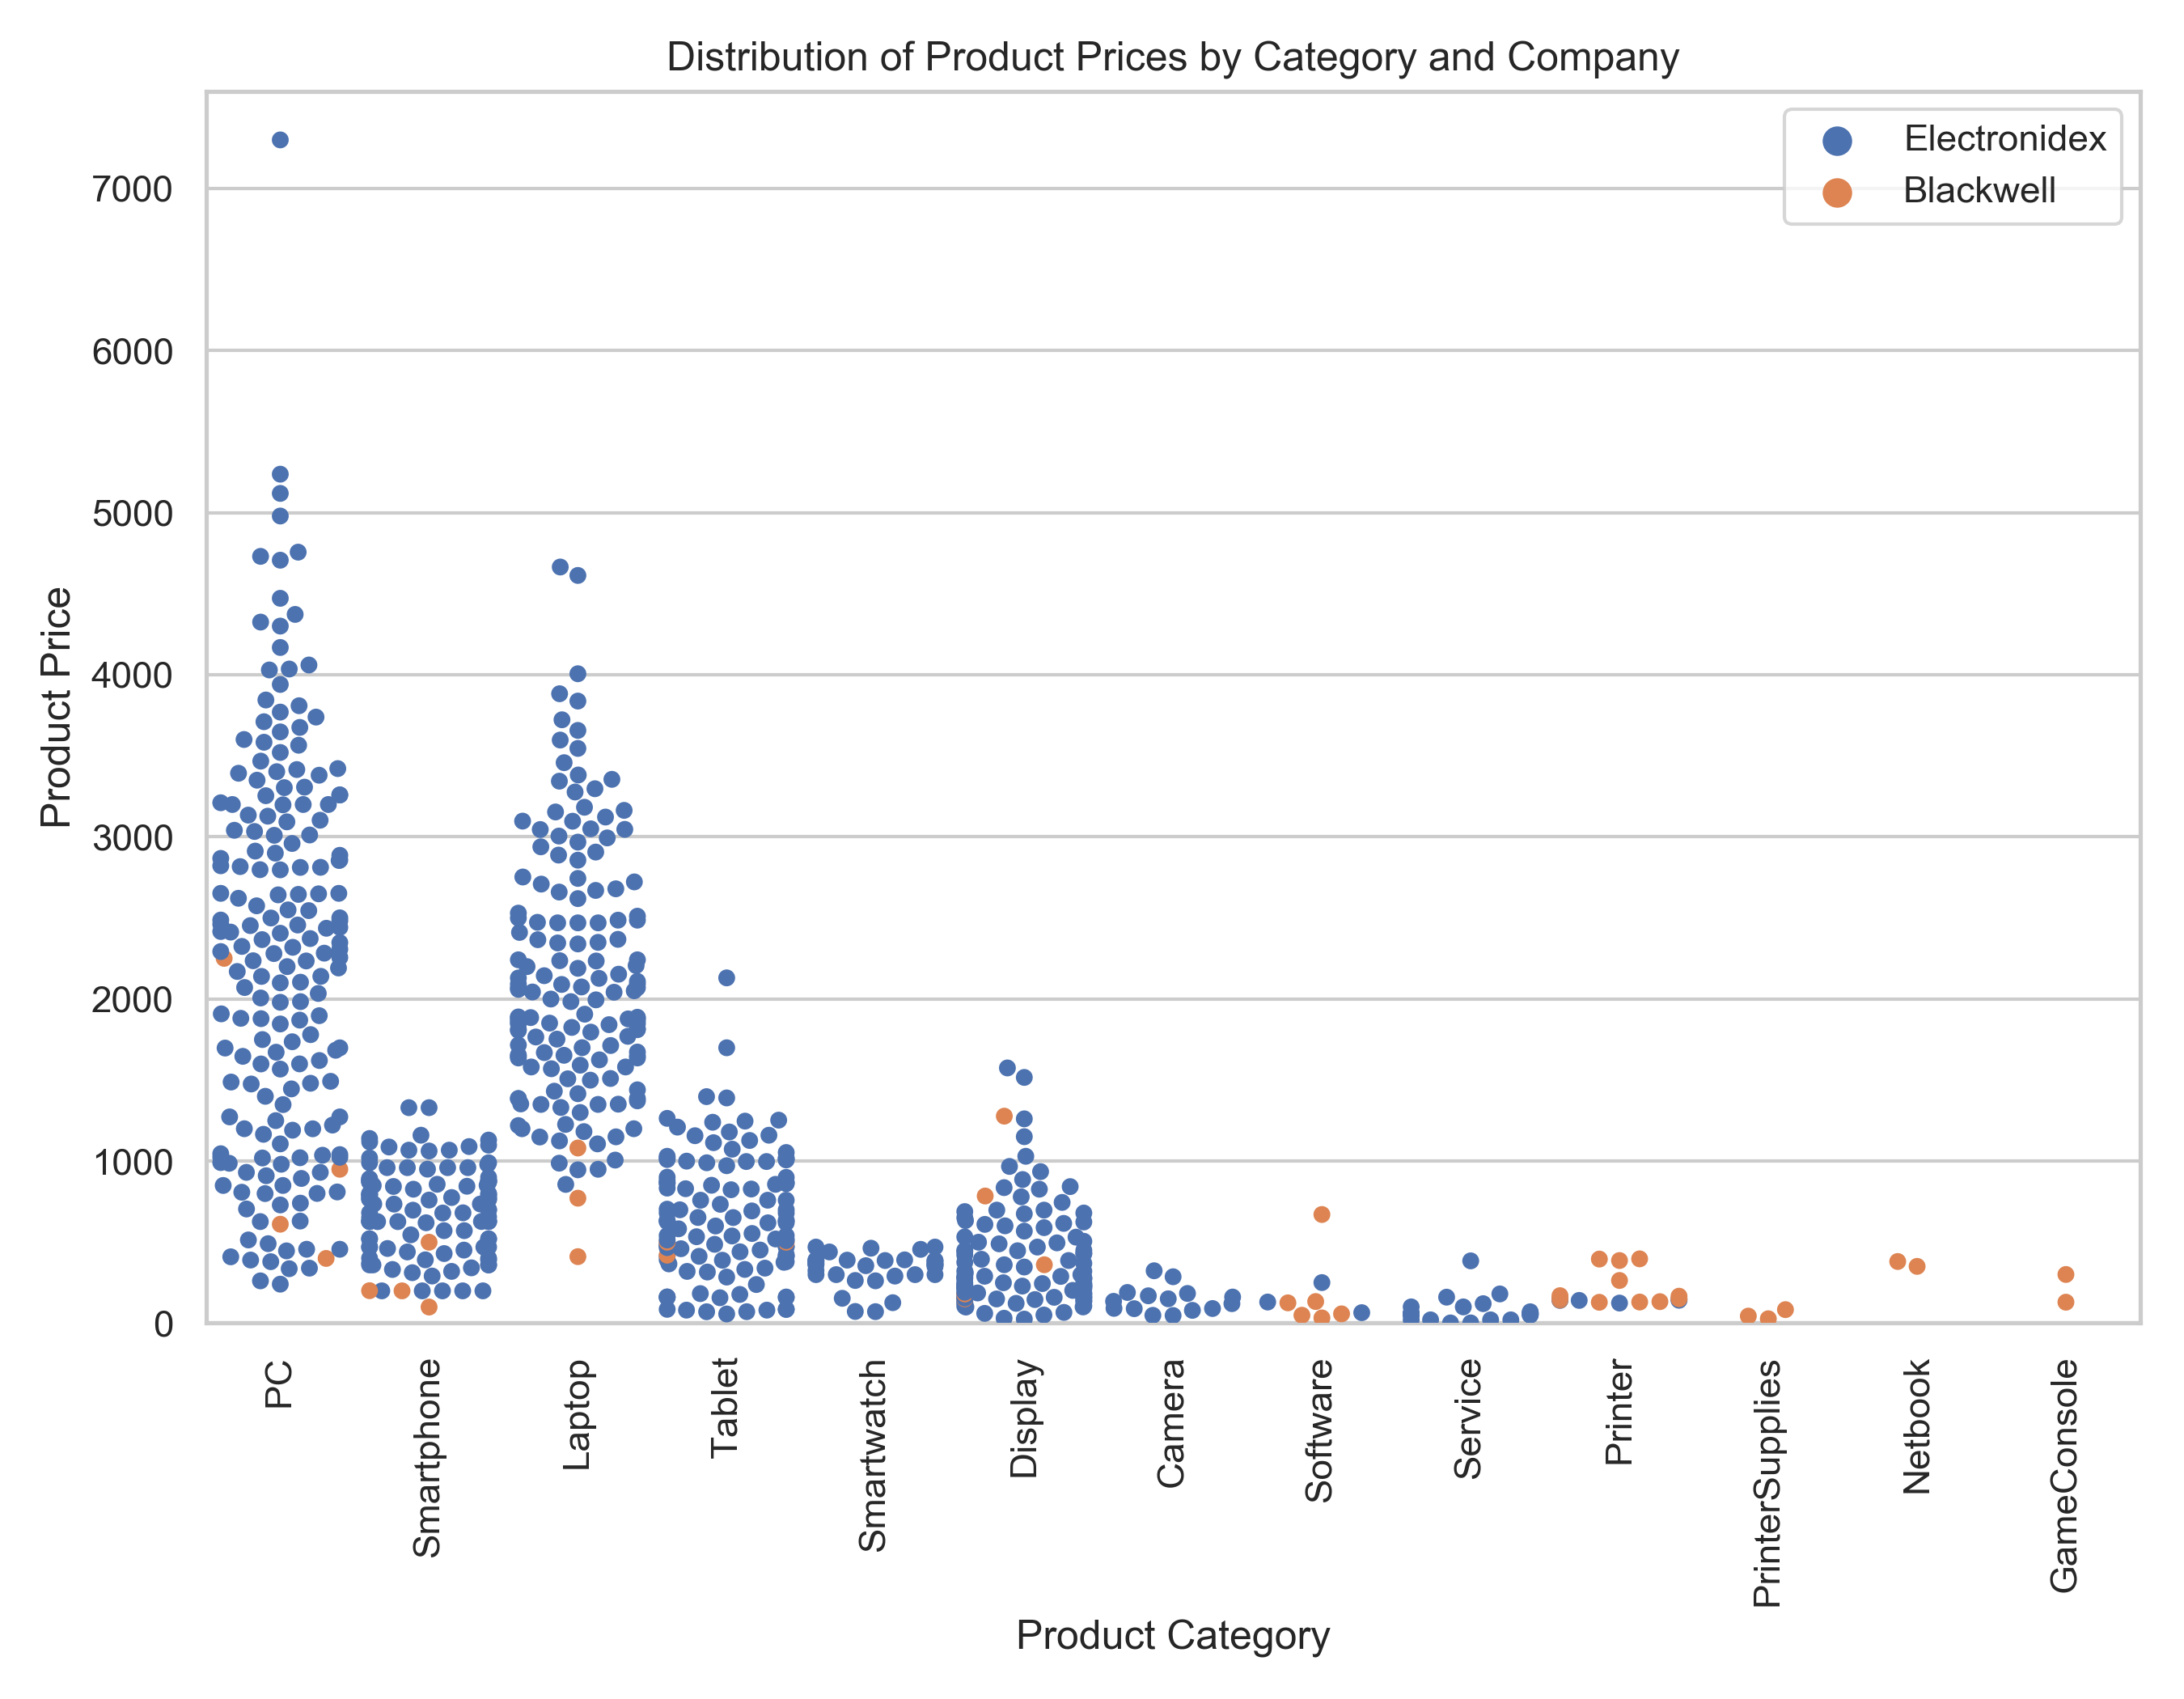 Distribution of Product Prices by Category and Company
Electronidex
Blackwell
7000
6000
5000
4000
3000
2000
1000
0
Product Price
PC
Smartphone
Laptop
Tablet
Smartwatch
Display
Camera
Software
Service
Printer
PrinterSupplies
Netbook
GameConsole
Product Category